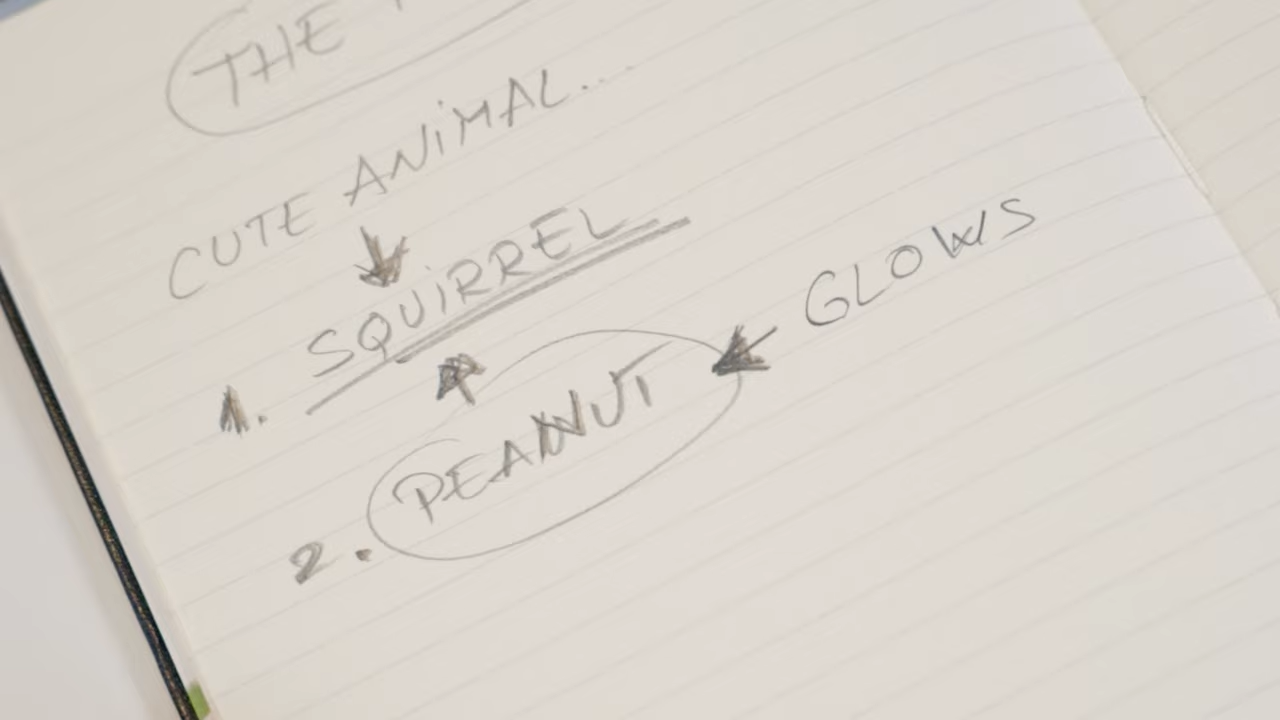 THE
CUTE ANIMAL....
1. SQUIRREL
GLOWS
2. PEANUT